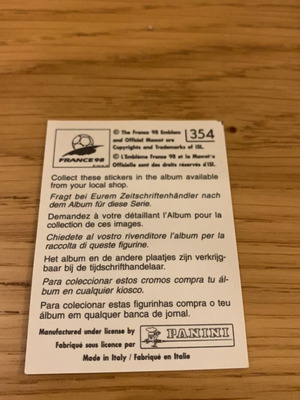 © The France 98 Emblem
and Official Mascot are
Copyrights and Trademarks of ISL.
354
© L'Emblème France 98 et la Mascotte
Officielle sont des droits réservés d'ISL.
FRANCE 98
Collect these stickers in the album available
from your local shop.
Fragt bei Eurem Zeitschriftenhändler nach
dem Album für diese Serie.
Demandez à votre détaillant l'Album pour la
collection de ces images.
Chiedete al vostro rivenditore l'album per la
raccolta di queste figurine.
Het album en de andere plaatjes zijn verkrijg-
baar bij de tijdschrifthandelaar.
Para coleccionar estos cromos compra tu ál-
bum en cualquier kiosco.
Para colecionar estas figurinhas compra o teu
álbum em qualquer banca de jornal.
Manufactured under license by
Fabriqué sous licence par
PANINI
Made in Italy / Fabriqué en Italie